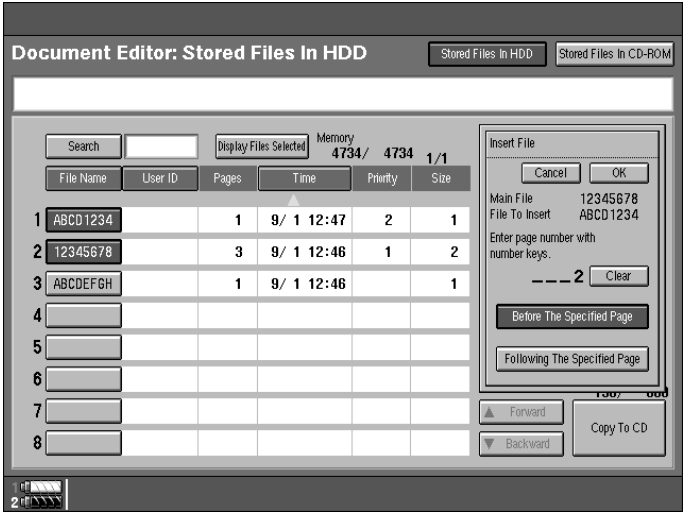 Document Editor: Stored Files In HDD
Stored Files In HDD
Stored Files In CD-ROM
Search
Display Files Selected
Memory
4734/ 4734
1/1
File Name User ID Pages Time Priority Size
1 ABCD1234 1 9/ 1 12:47 2 1
2 12345678 3 9/ 1 12:46 1 2
3 ABCDEFGH 1 9/ 1 12:46 1
4
5
6
7
8
Insert File
Cancel OK
Main File 12345678
File To Insert ABCD1234
Enter page number with
number keys.
_ _ _ 2 Clear
Before The Specified Page
Following The Specified Page
Forward
Backward
Copy To CD
1
2